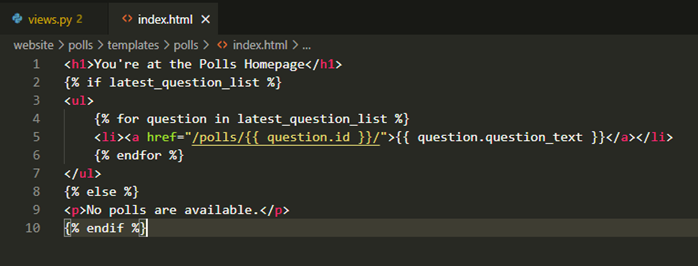 views.py 2 index.html
website > polls > templates > polls > index.html > ...
1 <h1>You're at the Polls Homepage</h1>
2 {% if latest_question_list %}
3 <ul>
4 {% for question in latest_question_list %}
5 <li><a href="/polls/{{ question.id }}/">{{ question.question_text }}</a></li>
6 {% endfor %}
7 </ul>
8 {% else %}
9 <p>No polls are available.</p>
10 {% endif %}